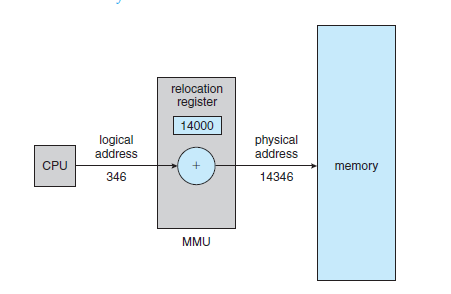 relocation
register
14000
logical
address
physical
address
CPU
+
memory
346
14346
MMU